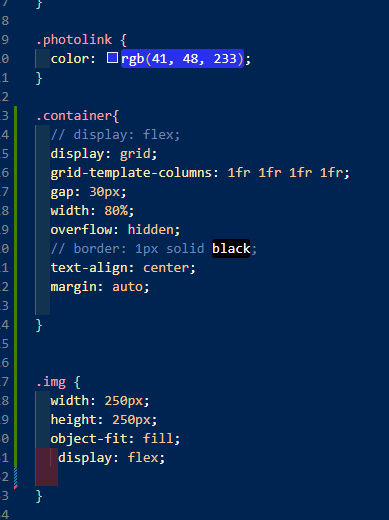 7 }
8
9 .photolink {
0 color: rgb(41, 48, 233);
1 }
2
3 .container{
4 // display: flex;
5 display: grid;
6 grid-template-columns: 1fr 1fr 1fr 1fr;
7 gap: 30px;
8 width: 80%;
9 overflow: hidden;
0 // border: 1px solid black;
1 text-align: center;
2 margin: auto;
3
4 }
5
6
7 .img {
8 width: 250px;
9 height: 250px;
0 object-fit: fill;
1 display: flex;
2
3 }
4